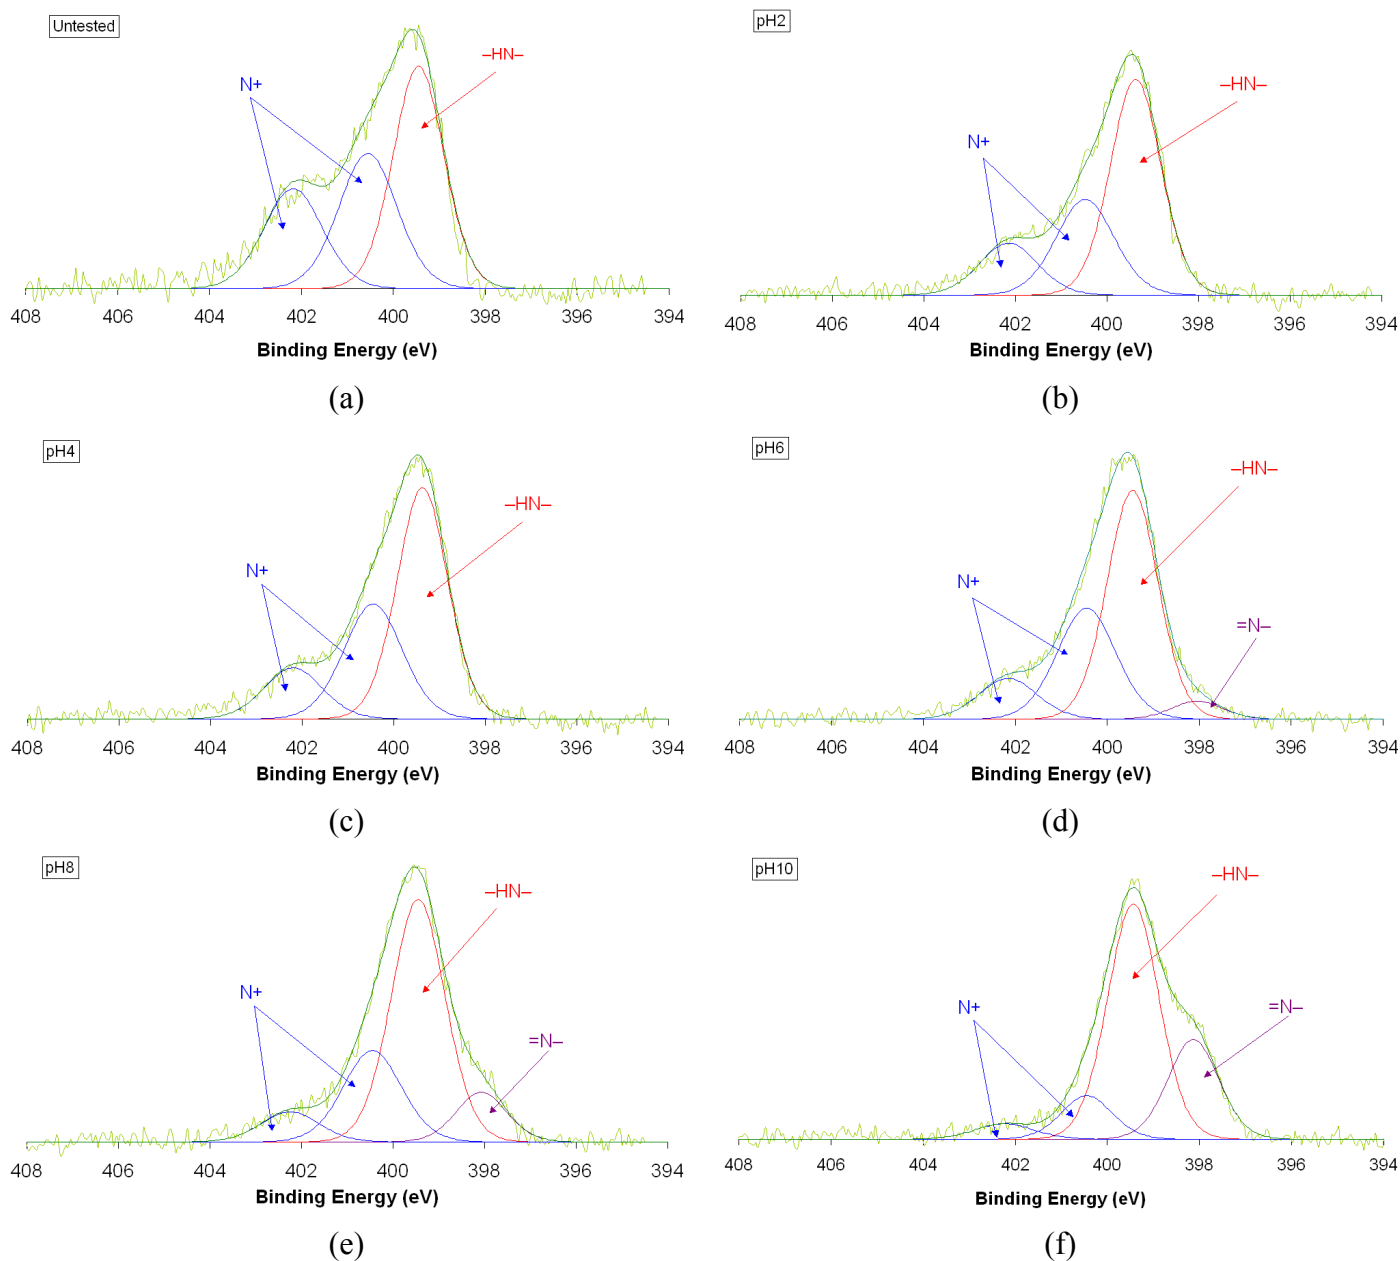 Untested
–HN–
N+
408 406 404 402 400 398 396 394
Binding Energy (eV)
(a)
pH2
–HN–
N+
408 406 404 402 400 398 396 394
Binding Energy (eV)
(b)
pH4
–HN–
N+
408 406 404 402 400 398 396 394
Binding Energy (eV)
(c)
pH6
–HN–
N+
=N–
408 406 404 402 400 398 396 394
Binding Energy (eV)
(d)
pH8
–HN–
N+
=N–
408 406 404 402 400 398 396 394
Binding Energy (eV)
(e)
pH10
–HN–
N+
=N–
408 406 404 402 400 398 396 394
Binding Energy (eV)
(f)